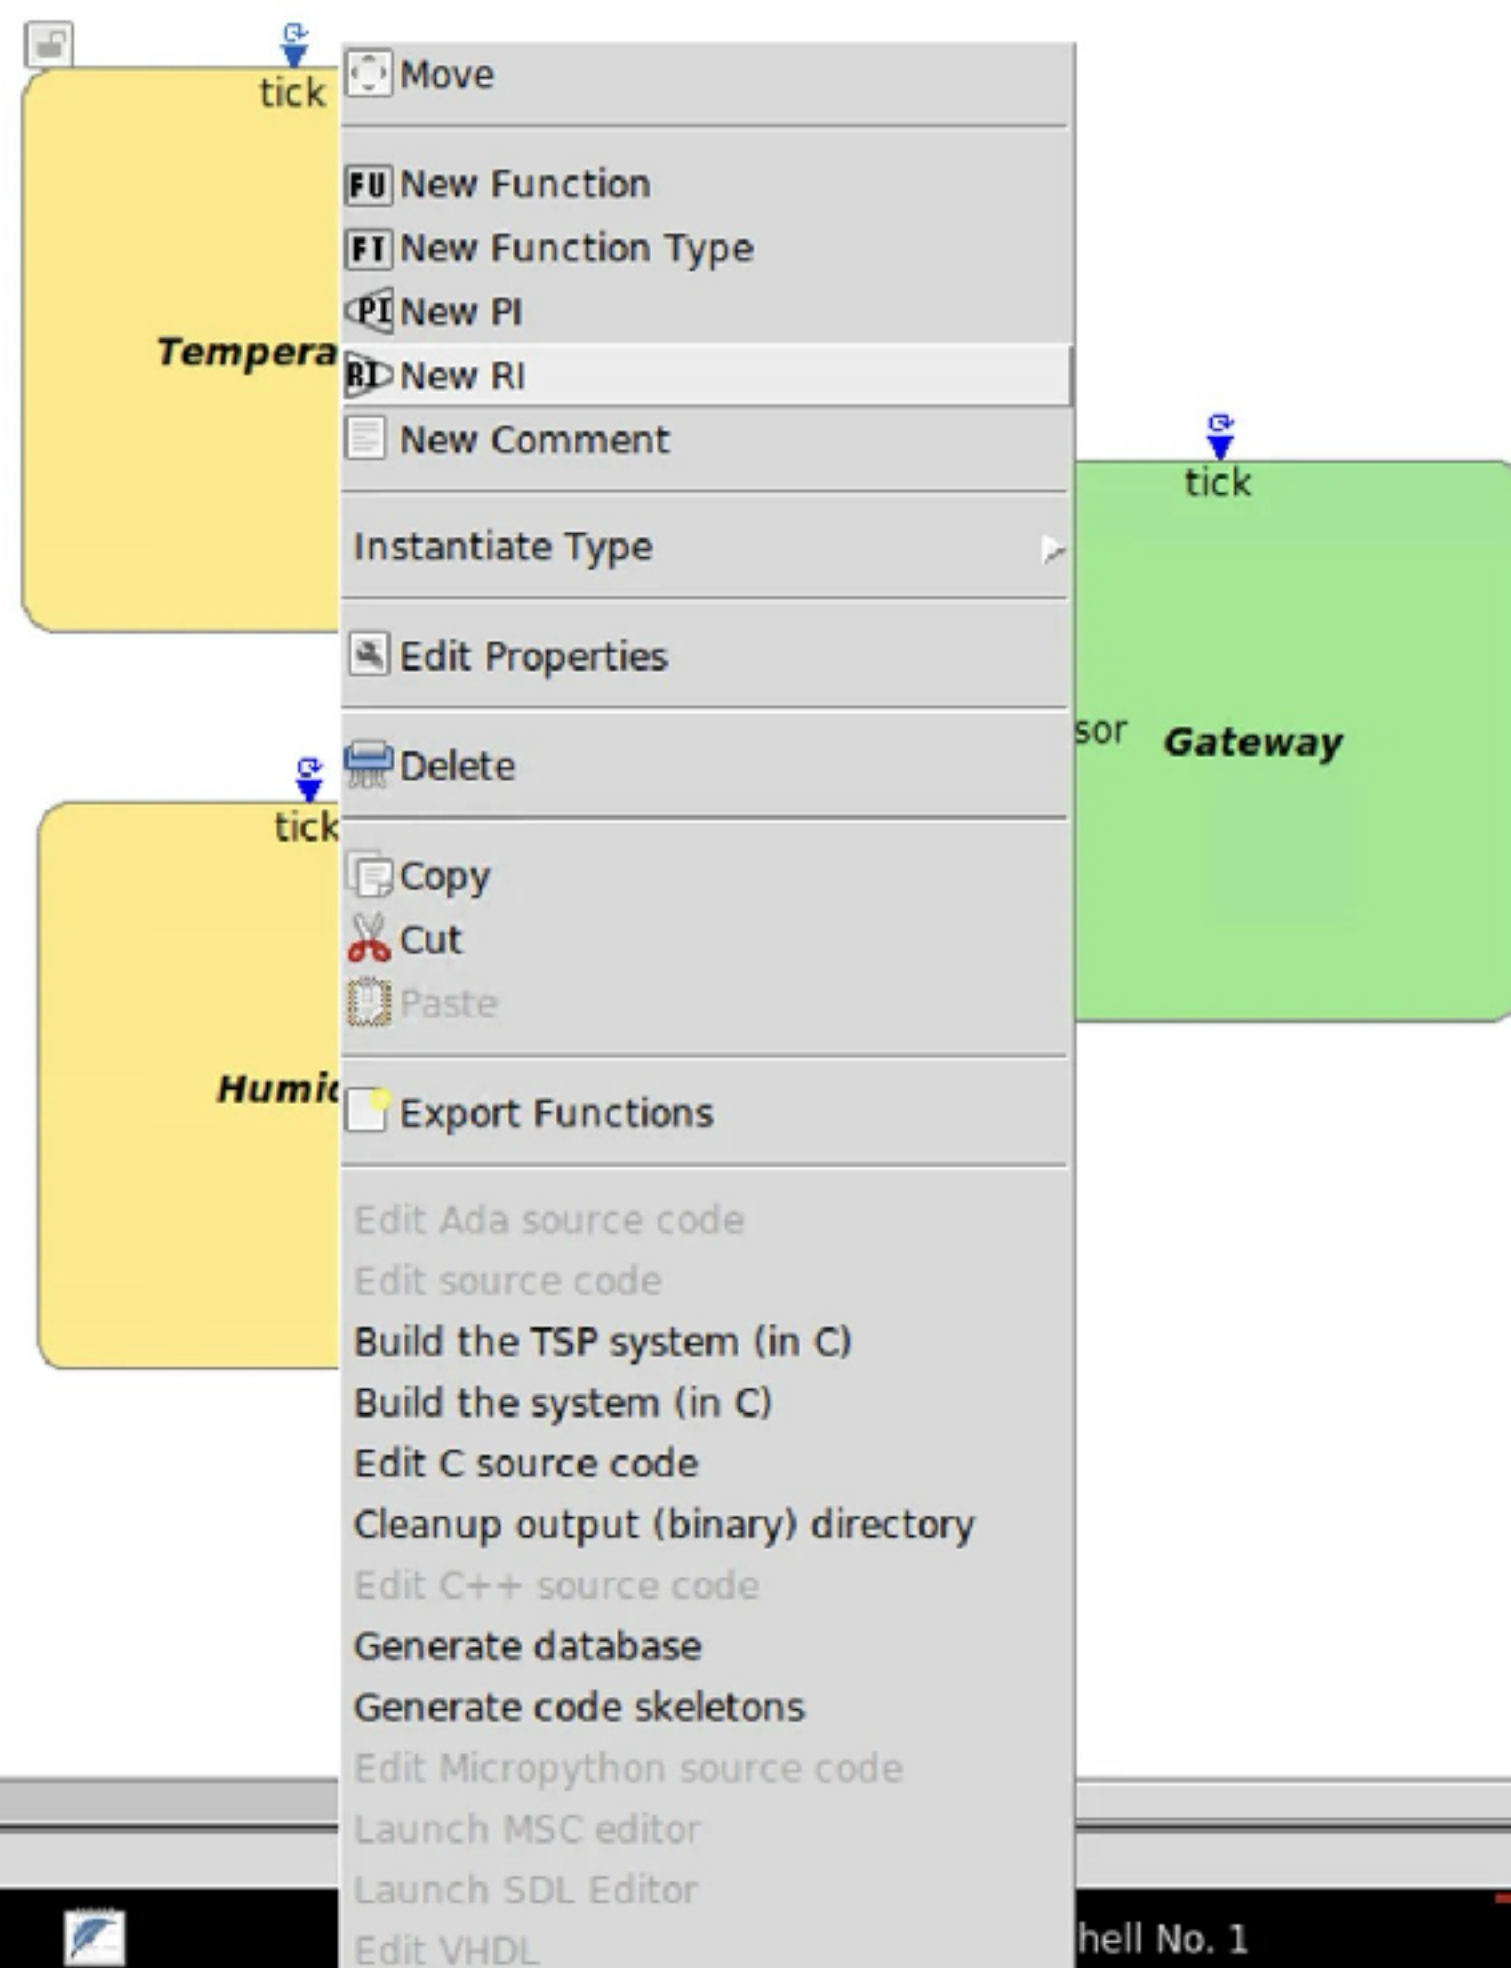 tick
Move
FU New Function
FT New Function Type
PI New PI
Tempera
RI New RI
New Comment
tick
Instantiate Type
Edit Properties
sor
Gateway
Delete
tick
Copy
Cut
Paste
Humid
Export Functions
Edit Ada source code
Edit source code
Build the TSP system (in C)
Build the system (in C)
Edit C source code
Cleanup output (binary) directory
Edit C++ source code
Generate database
Generate code skeletons
Edit Micropython source code
Launch MSC editor
Launch SDL Editor
hell No. 1
Edit VHDL